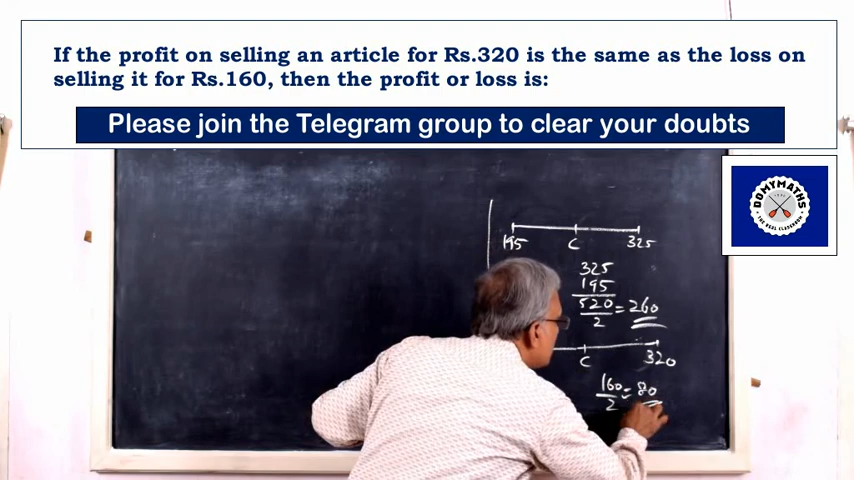 If the profit on selling an article for Rs.320 is the same as the loss on
selling it for Rs.160, then the profit or loss is:
Please join the Telegram group to clear your doubts
DOMYMATHS
THE REAL CLASSROOM
195 C 325
325
195
520
2
= 260
C 320
160
2
= 80